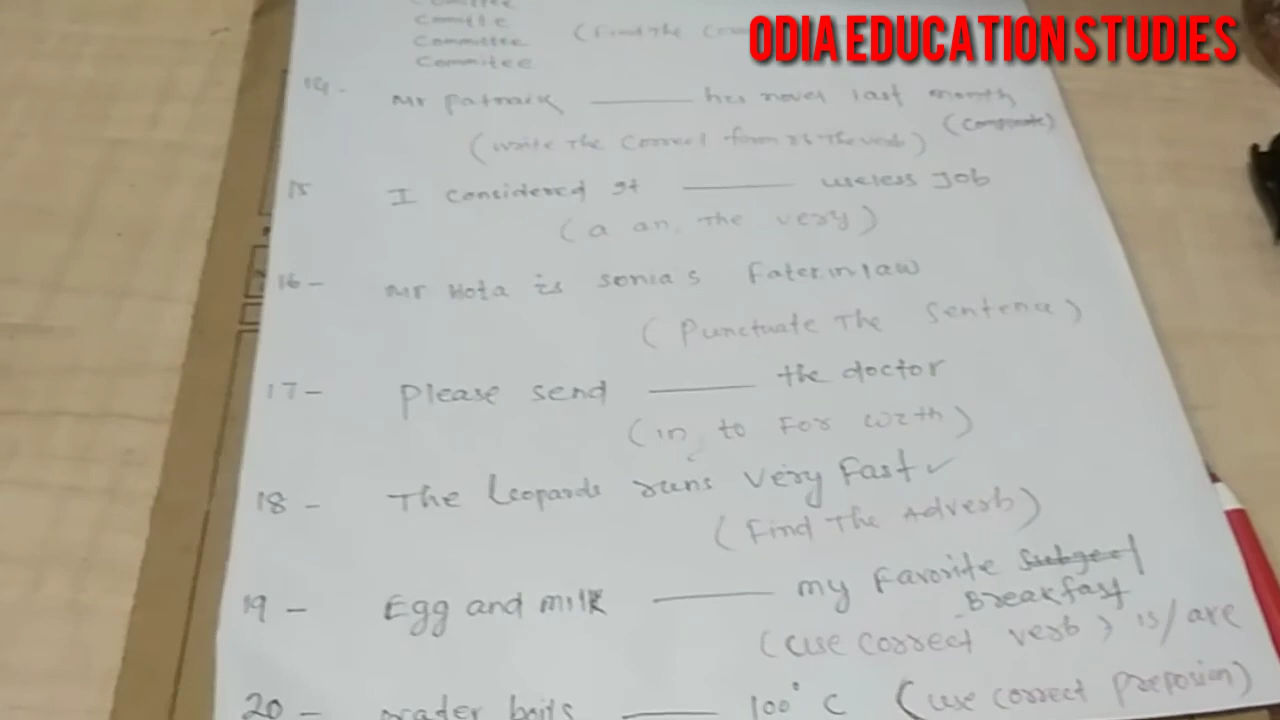 Comitte
Committee
Commitee
(Find The
ODIA EDUCATION STUDIES
14- Mr Patnaik ______ his novel last month
(write The Correct form of The verb) (Complete)
15 I considered it ______ useless Job
(a an, The very)
16- Mr Hota is sonia s Fater.in law
(Punctuate The Sentence)
17- Please send ______ the doctor
(in, to For with)
18- The Leopards runs very Fast ✓
(Find The Adverb)
19- Egg and milk ______ my Favorite
Breakfast
(use correct verb) is/are
20- boils ______ 100° C (use correct preposion)